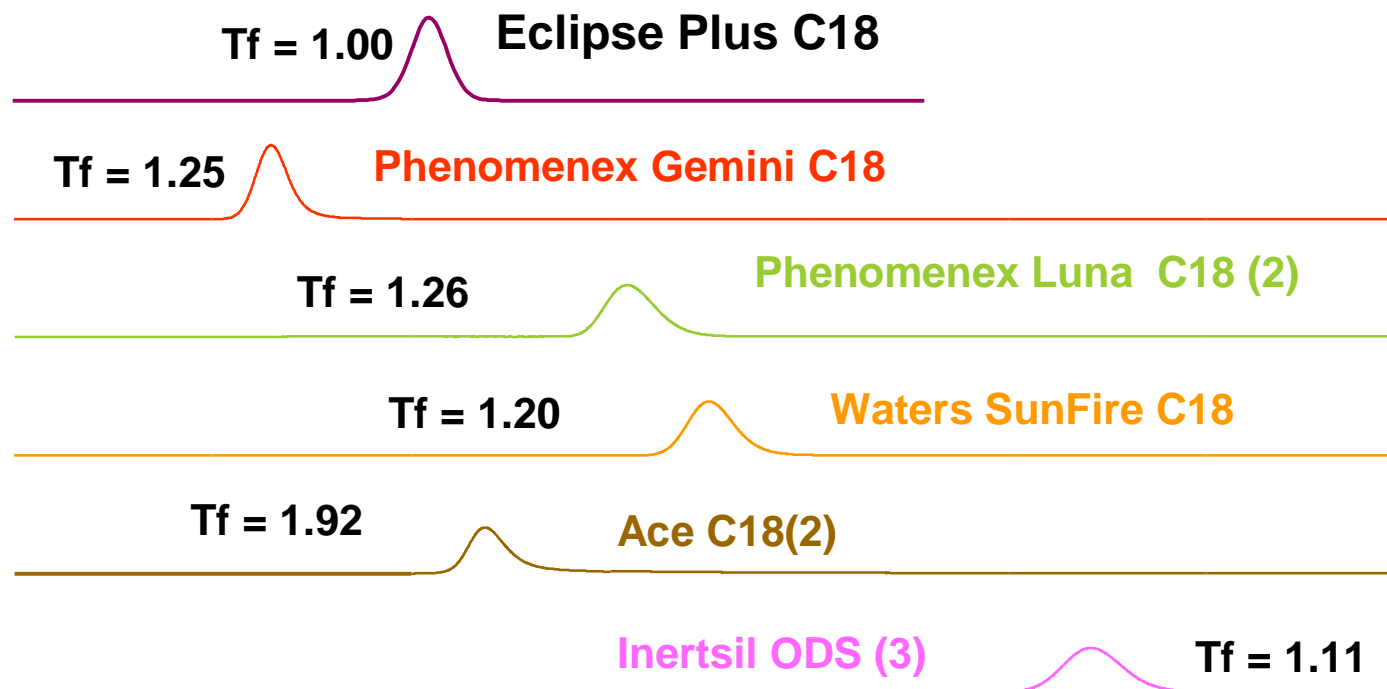 Tf = 1.00 Eclipse Plus C18
Tf = 1.25 Phenomenex Gemini C18
Tf = 1.26 Phenomenex Luna C18 (2)
Tf = 1.20 Waters SunFire C18
Tf = 1.92 Ace C18(2)
Inertsil ODS (3) Tf = 1.11